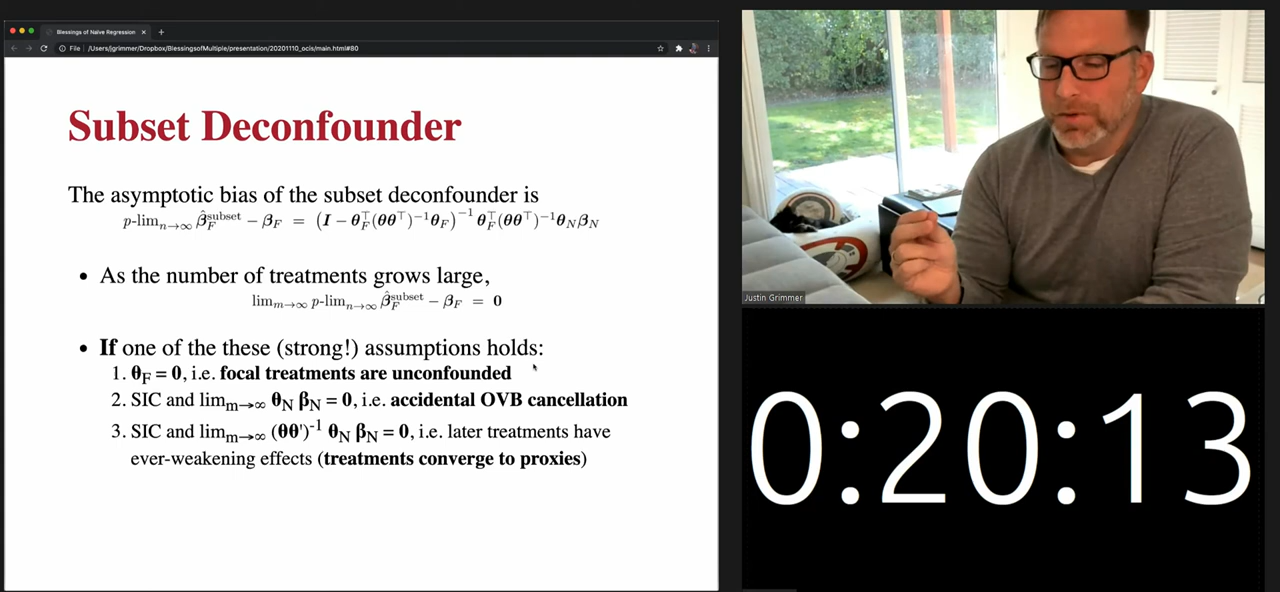 Blessings of Naïve Regression
File | /Users/jgrimmer/Dropbox/BlessingsofMultiple/presentation/20201110_ocis/main.html#80
Subset Deconfounder
The asymptotic bias of the subset deconfounder is
p-lim_{n→∞} β̂_F^{subset} − β_F = (I − θ_F^⊤(θθ^⊤)^{−1}θ_F)^{−1} θ_F^⊤(θθ^⊤)^{−1}θ_Nβ_N
• As the number of treatments grows large,
lim_{m→∞} p-lim_{n→∞} β̂_F^{subset} − β_F = 0
• If one of the these (strong!) assumptions holds:
1. θ_F = 0, i.e. focal treatments are unconfounded
2. SIC and lim_{m→∞} θ_N β_N = 0, i.e. accidental OVB cancellation
3. SIC and lim_{m→∞} (θθ')^{-1} θ_N β_N = 0, i.e. later treatments have
ever-weakening effects (treatments converge to proxies)
Justin Grimmer
0:20:13